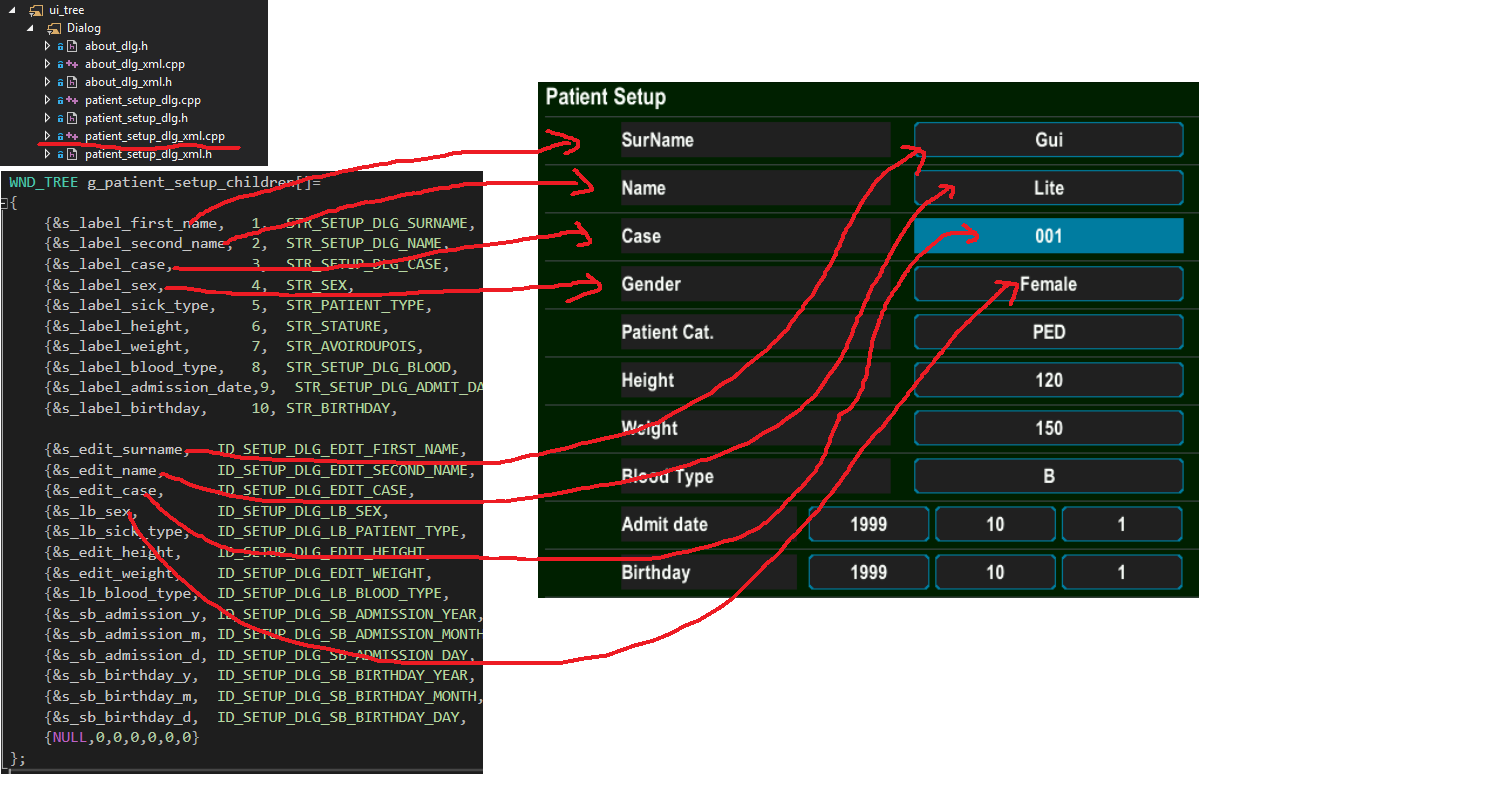 ui_tree
Dialog
about_dlg.h
about_dlg_xml.cpp
about_dlg_xml.h
patient_setup_dlg.cpp
patient_setup_dlg.h
patient_setup_dlg_xml.cpp
patient_setup_dlg_xml.h
WND_TREE g_patient_setup_children[]=
{
{&s_label_first_name, 1, STR_SETUP_DLG_SURNAME,
{&s_label_second_name, 2, STR_SETUP_DLG_NAME,
{&s_label_case, 3, STR_SETUP_DLG_CASE,
{&s_label_sex, 4, STR_SEX,
{&s_label_sick_type, 5, STR_PATIENT_TYPE,
{&s_label_height, 6, STR_STATURE,
{&s_label_weight, 7, STR_AVOIRDUPOIS,
{&s_label_blood_type, 8, STR_SETUP_DLG_BLOOD,
{&s_label_admission_date,9, STR_SETUP_DLG_ADMIT_DA
{&s_label_birthday, 10, STR_BIRTHDAY,
{&s_edit_surname, ID_SETUP_DLG_EDIT_FIRST_NAME,
{&s_edit_name, ID_SETUP_DLG_EDIT_SECOND_NAME,
{&s_edit_case, ID_SETUP_DLG_EDIT_CASE,
{&s_lb_sex, ID_SETUP_DLG_LB_SEX,
{&s_lb_sick_type, ID_SETUP_DLG_LB_PATIENT_TYPE,
{&s_edit_height, ID_SETUP_DLG_EDIT_HEIGHT,
{&s_edit_weight, ID_SETUP_DLG_EDIT_WEIGHT,
{&s_lb_blood_type, ID_SETUP_DLG_LB_BLOOD_TYPE,
{&s_sb_admission_y, ID_SETUP_DLG_SB_ADMISSION_YEAR,
{&s_sb_admission_m, ID_SETUP_DLG_SB_ADMISSION_MONTH
{&s_sb_admission_d, ID_SETUP_DLG_SB_ADMISSION_DAY,
{&s_sb_birthday_y, ID_SETUP_DLG_SB_BIRTHDAY_YEAR,
{&s_sb_birthday_m, ID_SETUP_DLG_SB_BIRTHDAY_MONTH,
{&s_sb_birthday_d, ID_SETUP_DLG_SB_BIRTHDAY_DAY,
{NULL,0,0,0,0,0,0}
};
Patient Setup
SurName Gui
Name Lite
Case 001
Gender Female
Patient Cat. PED
Height 120
Weight 150
Blood Type B
Admit date 1999 10 1
Birthday 1999 10 1